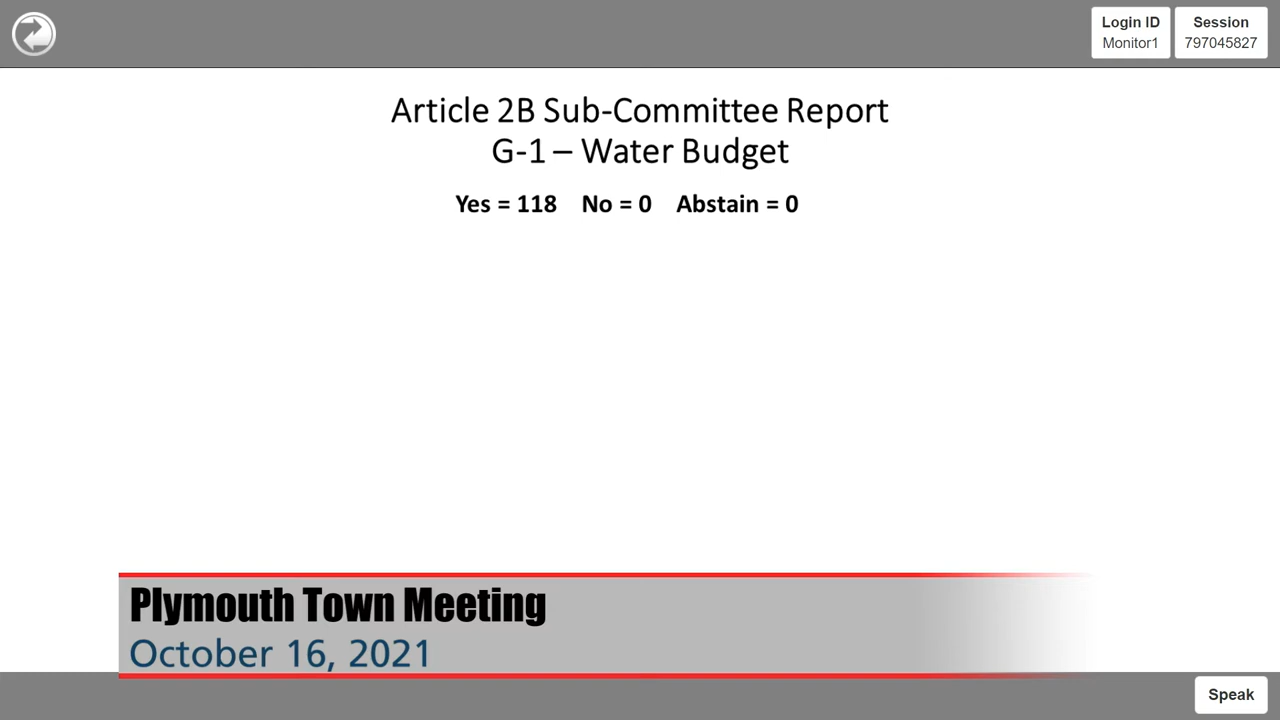 Login ID
Monitor1
Session
797045827
Article 2B Sub-Committee Report
G-1 – Water Budget
Yes = 118 No = 0 Abstain = 0
Plymouth Town Meeting
October 16, 2021
Speak